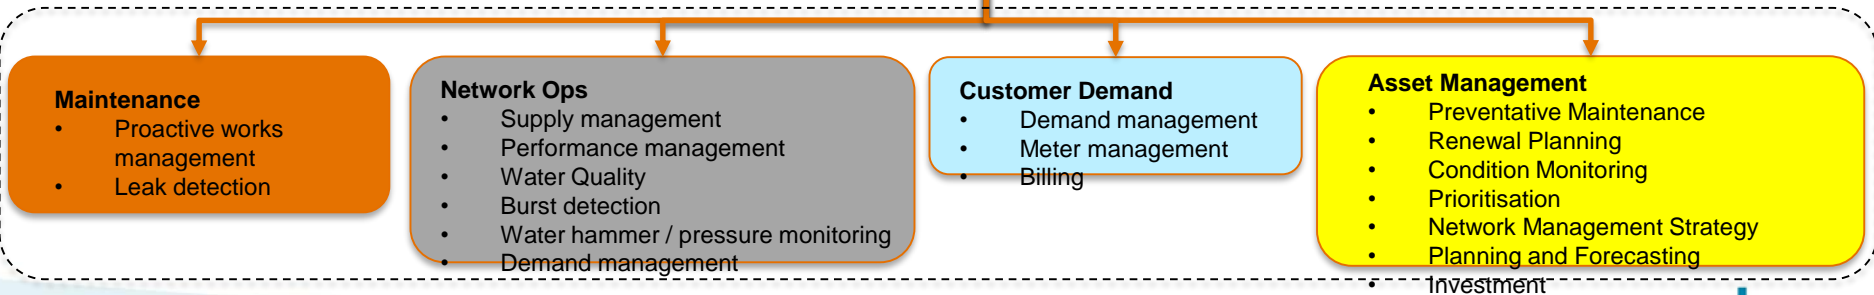 Maintenance
• Proactive works
management
• Leak detection
Network Ops
• Supply management
• Performance management
• Water Quality
• Burst detection
• Water hammer / pressure monitoring
• Demand management
Customer Demand
• Demand management
• Meter management
• Billing
Asset Management
• Preventative Maintenance
• Renewal Planning
• Condition Monitoring
• Prioritisation
• Network Management Strategy
• Planning and Forecasting
• Investment